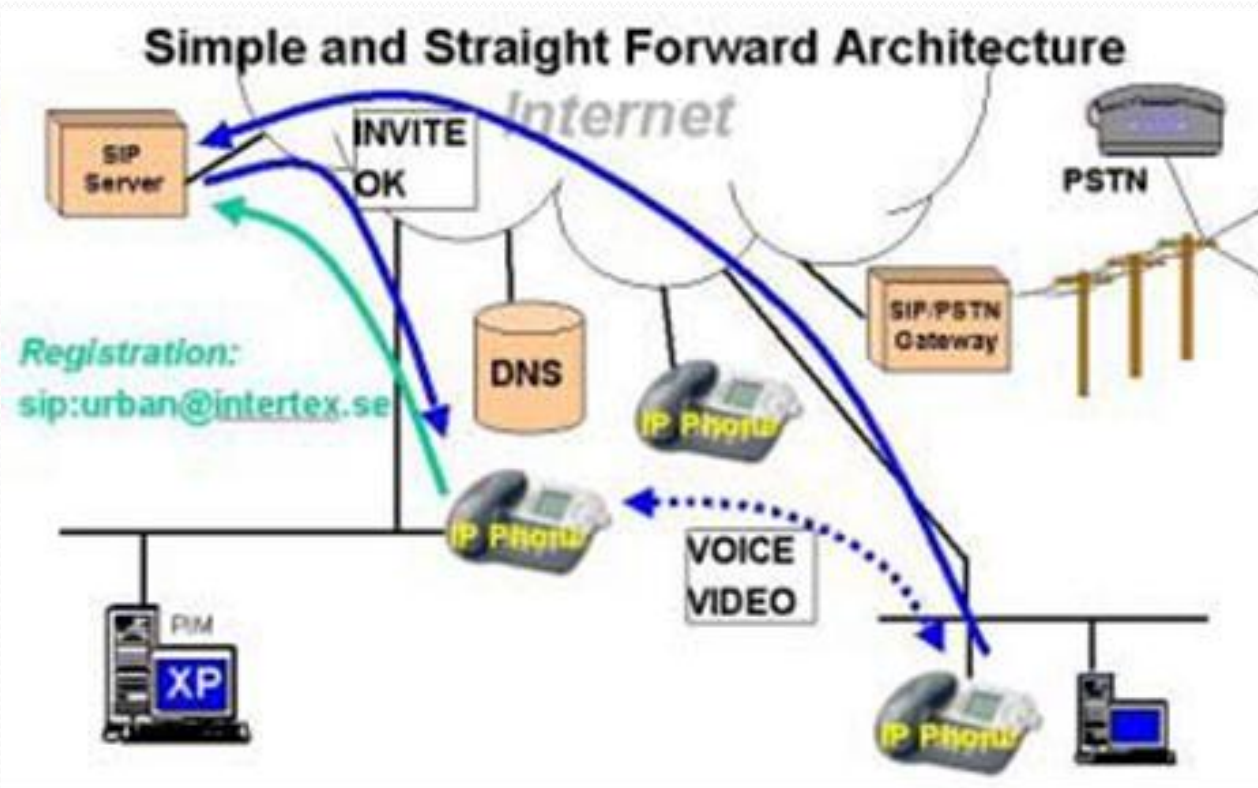 Simple and Straight Forward Architecture
Internet
SIP
Server
INVITE
OK
PSTN
SIP/PSTN
Gateway
Registration:
sip:urban@intertex.se
DNS
IP Phone
IP Phone
VOICE
VIDEO
PIM
XP
IP Phone